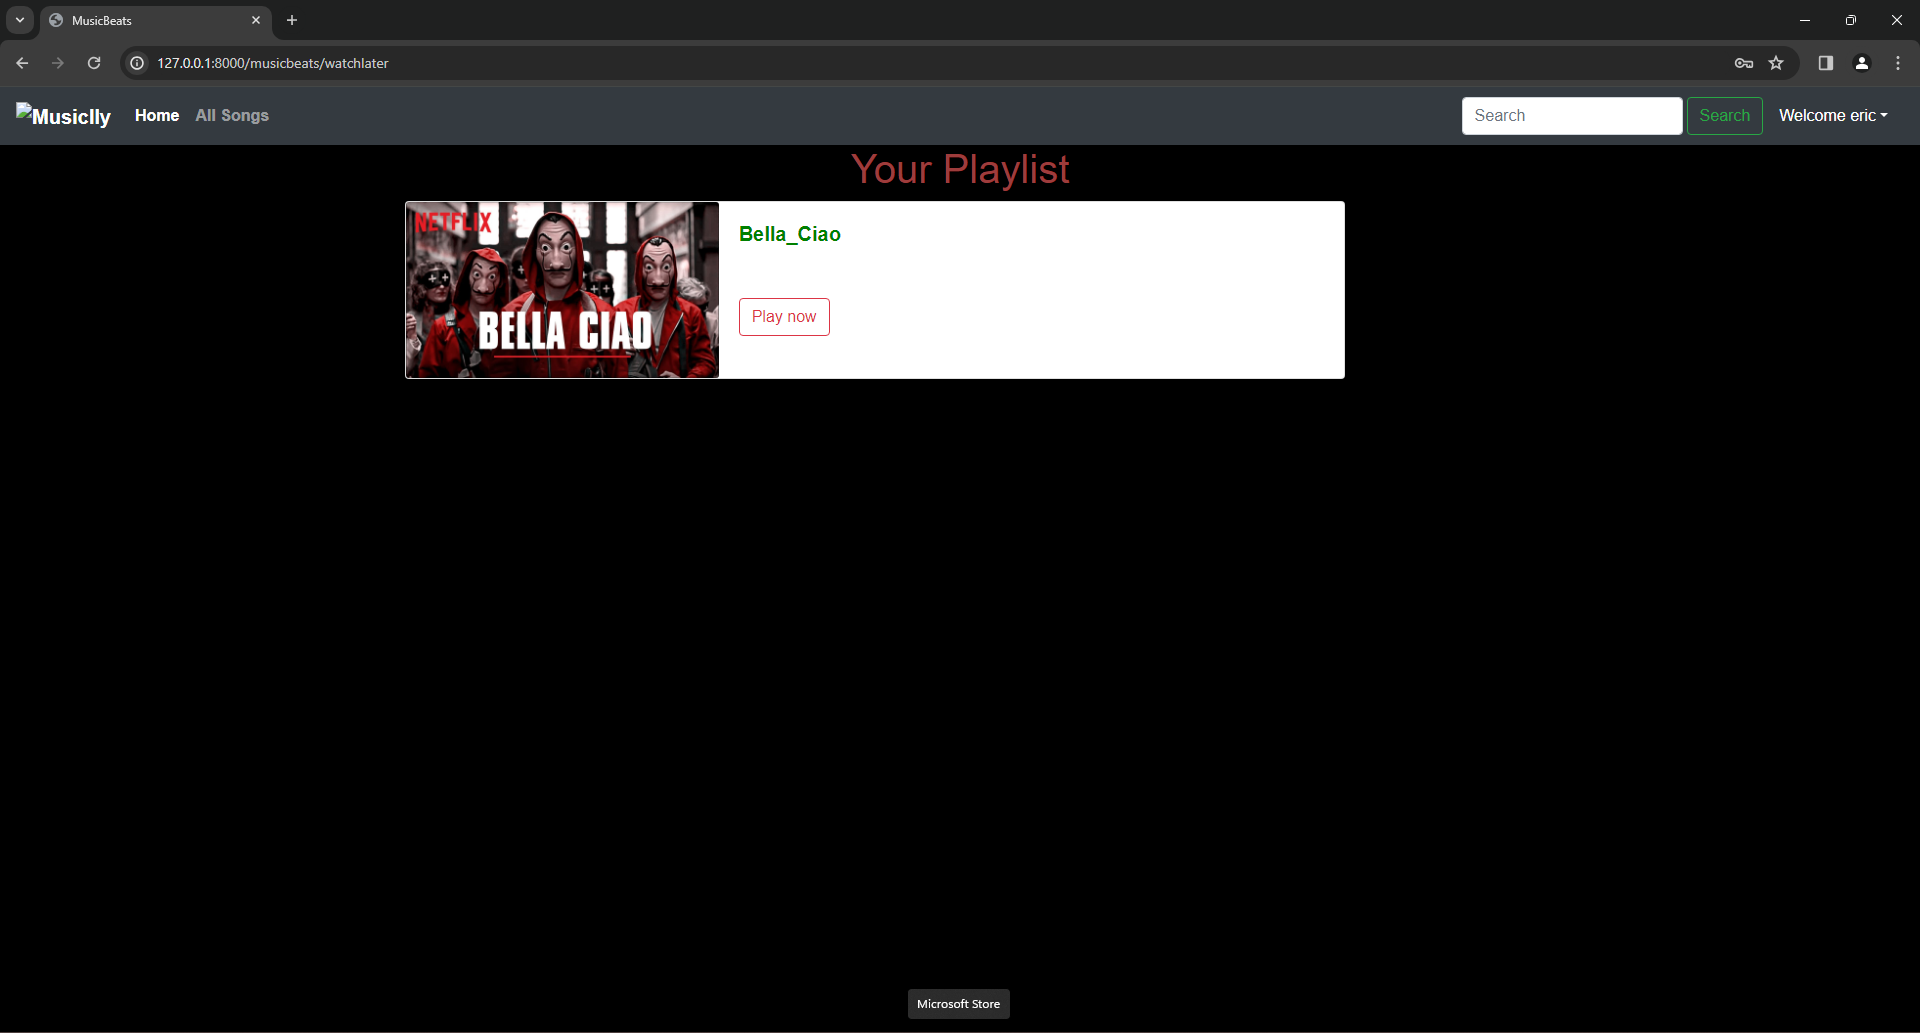 MusicBeats
127.0.0.1:8000/musicbeats/watchlater
Musiclly Home All Songs Search Search Welcome eric
Your Playlist
NETFLIX
BELLA CIAO
Bella_Ciao
Play now
Microsoft Store